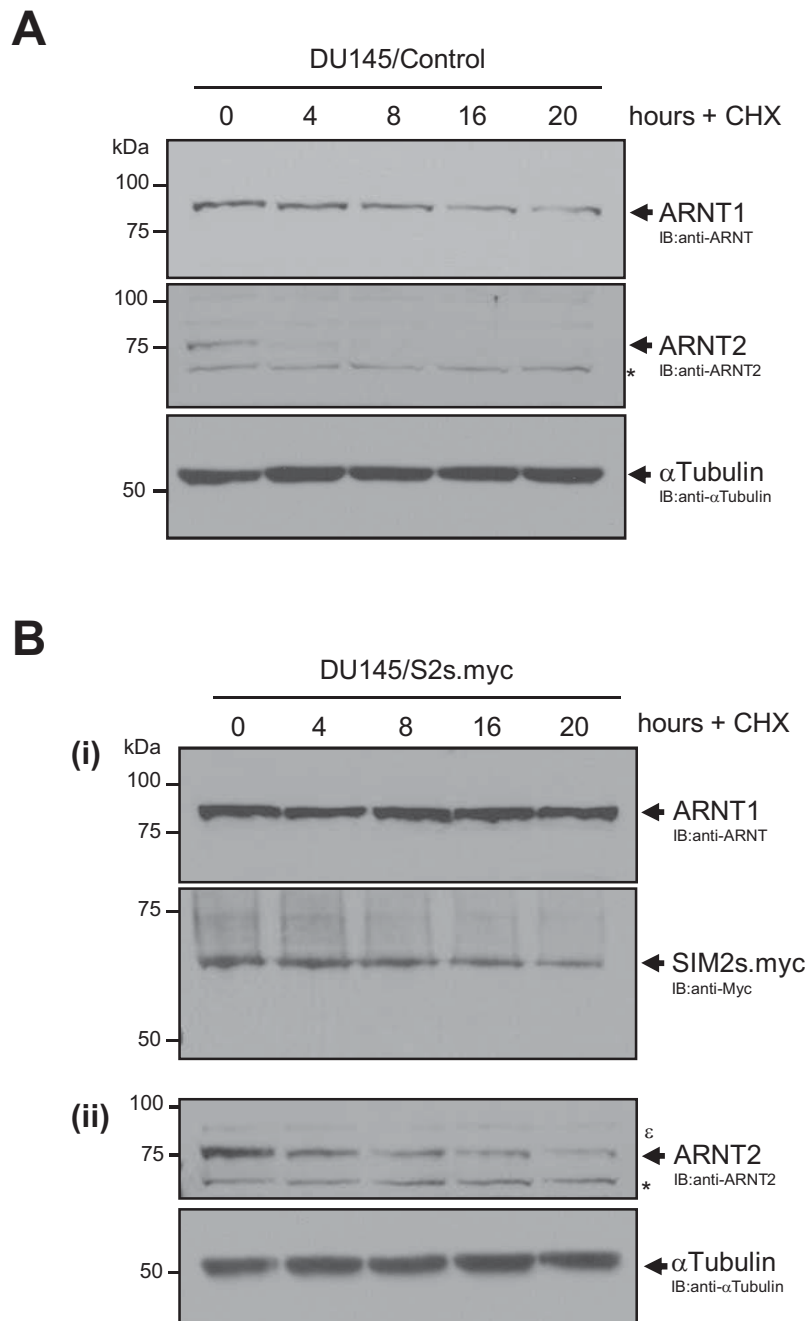 A
DU145/Control
0 4 8 16 20 hours + CHX
kDa
100
75
ARNT1
IB:anti-ARNT
100
75
ARNT2
IB:anti-ARNT2
*
50
αTubulin
IB:anti-αTubulin
B
DU145/S2s.myc
0 4 8 16 20 hours + CHX
(i)
kDa
100
75
ARNT1
IB:anti-ARNT
75
SIM2s.myc
IB:anti-Myc
50
(ii)
100
ε
75
ARNT2
IB:anti-ARNT2
*
50
αTubulin
IB:anti-αTubulin